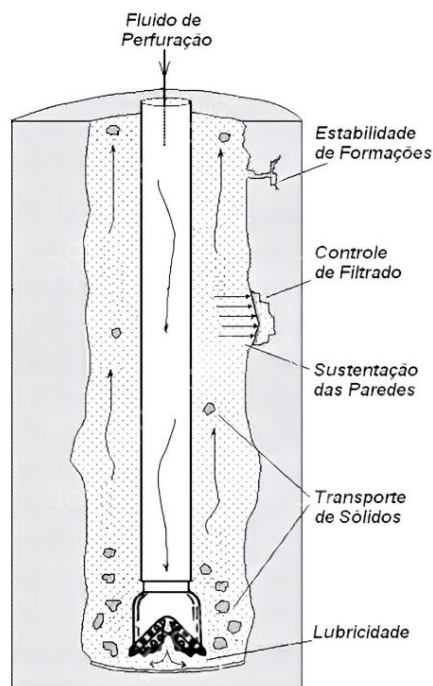 Fluido de
Perfuração
Estabilidade
de Formações
Controle
de Filtrado
Sustentação
das Paredes
Transporte
de Sólidos
Lubricidade